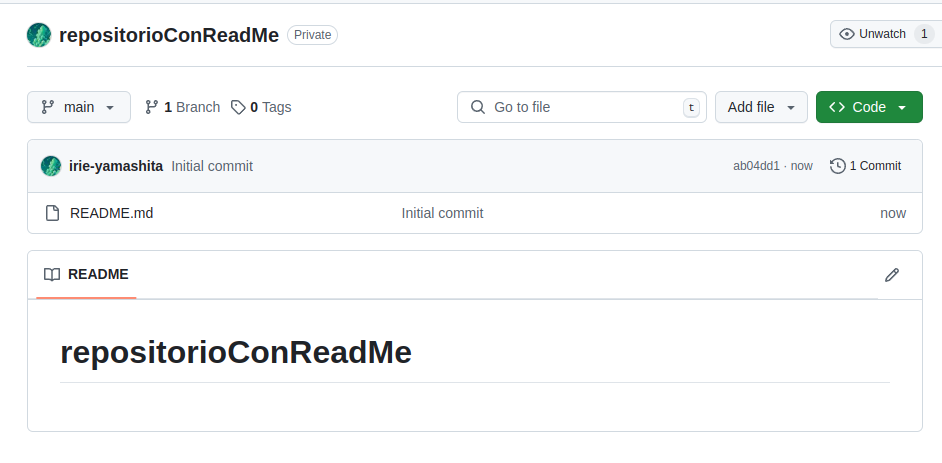 repositorioConReadMe Private Unwatch 1
main 1 Branch 0 Tags Go to file t Add file Code
irie-yamashita Initial commit ab04dd1 · now 1 Commit
README.md Initial commit now
README
repositorioConReadMe